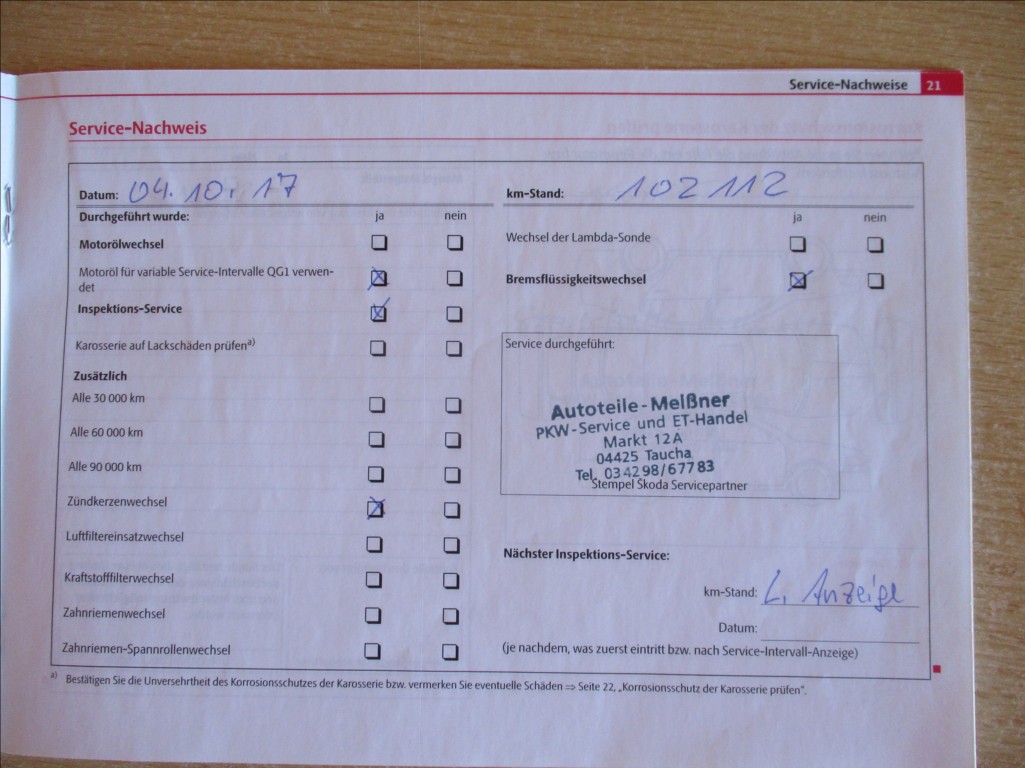 Service-Nachweise 21
Service-Nachweis
Datum: 04.10.17
Durchgeführt wurde: ja nein
Motorölwechsel
Motoröl für variable Service-Intervalle QG1 verwen-
det
Inspektions-Service
Karosserie auf Lackschäden prüfen a)
Zusätzlich
Alle 30 000 km
Alle 60 000 km
Alle 90 000 km
Zündkerzenwechsel
Luftfiltereinsatzwechsel
Kraftstofffilterwechsel
Zahnriemenwechsel
Zahnriemen-Spannrollenwechsel
km-Stand: 102 112
ja nein
Wechsel der Lambda-Sonde
Bremsflüssigkeitswechsel
Service durchgeführt:
Autoteile-Meißner
PKW-Service und ET-Handel
Markt 12A
04425 Taucha
Tel. 034298/67783
Stempel Skoda Servicepartner
Nächster Inspektions-Service:
km-Stand: L. Anzeige
Datum:
(je nachdem, was zuerst eintritt bzw. nach Service-Intervall-Anzeige)
a) Bestätigen Sie die Unversehrtheit des Korrosionsschutzes der Karosserie bzw. vermerken Sie eventuelle Schäden ⇒ Seite 22, „Korrosionsschutz der Karosserie prüfen“.